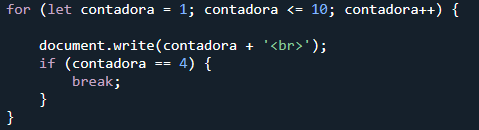 for (let contadora = 1; contadora <= 10; contadora++) {
document.write(contadora + '<br>');
if (contadora == 4) {
break;
}
}